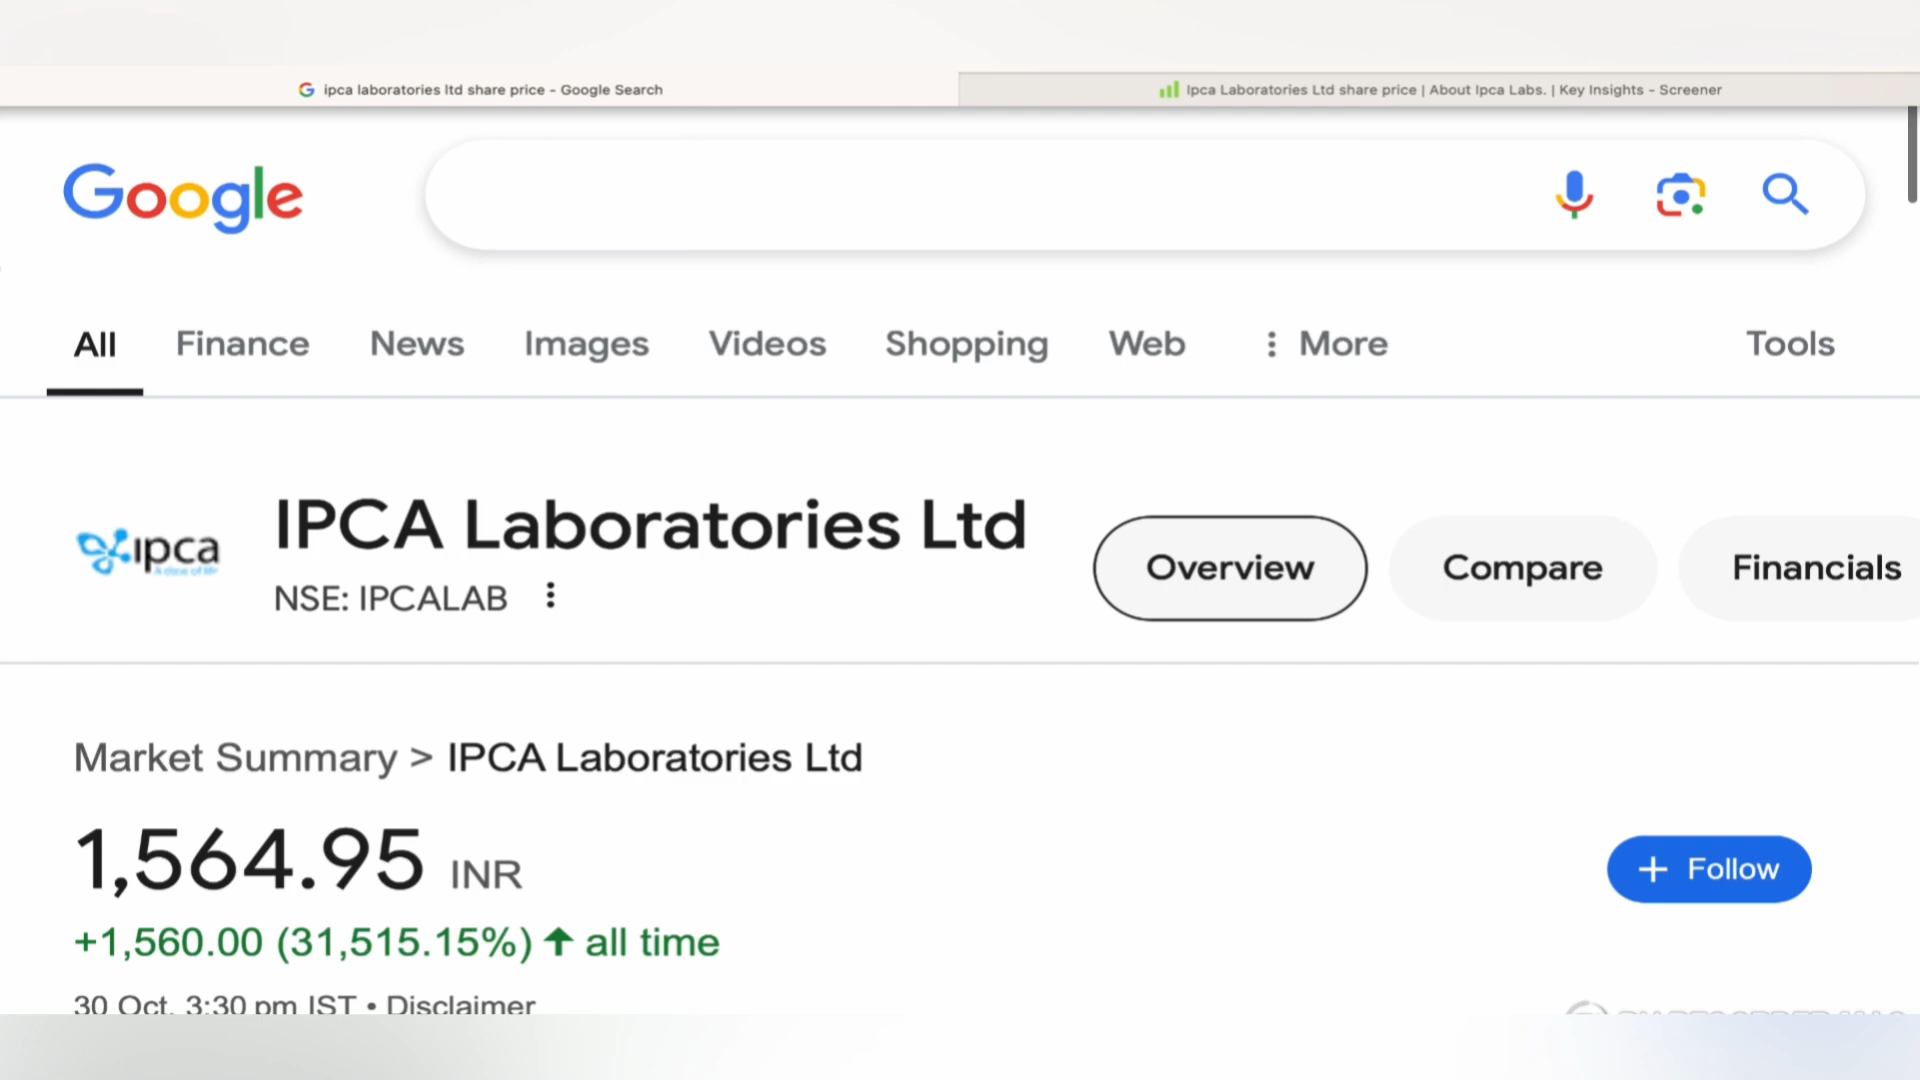 ipca laboratories ltd share price - Google Search
Ipca Laboratories Ltd share price | About Ipca Labs. | Key Insights - Screener
Google
All Finance News Images Videos Shopping Web More Tools
ipca
A dose of life
IPCA Laboratories Ltd
NSE: IPCALAB
Overview Compare Financials
Market Summary > IPCA Laboratories Ltd
1,564.95 INR
+ Follow
+1,560.00 (31,515.15%) ↑ all time
30 Oct, 3:30 pm IST • Disclaimer